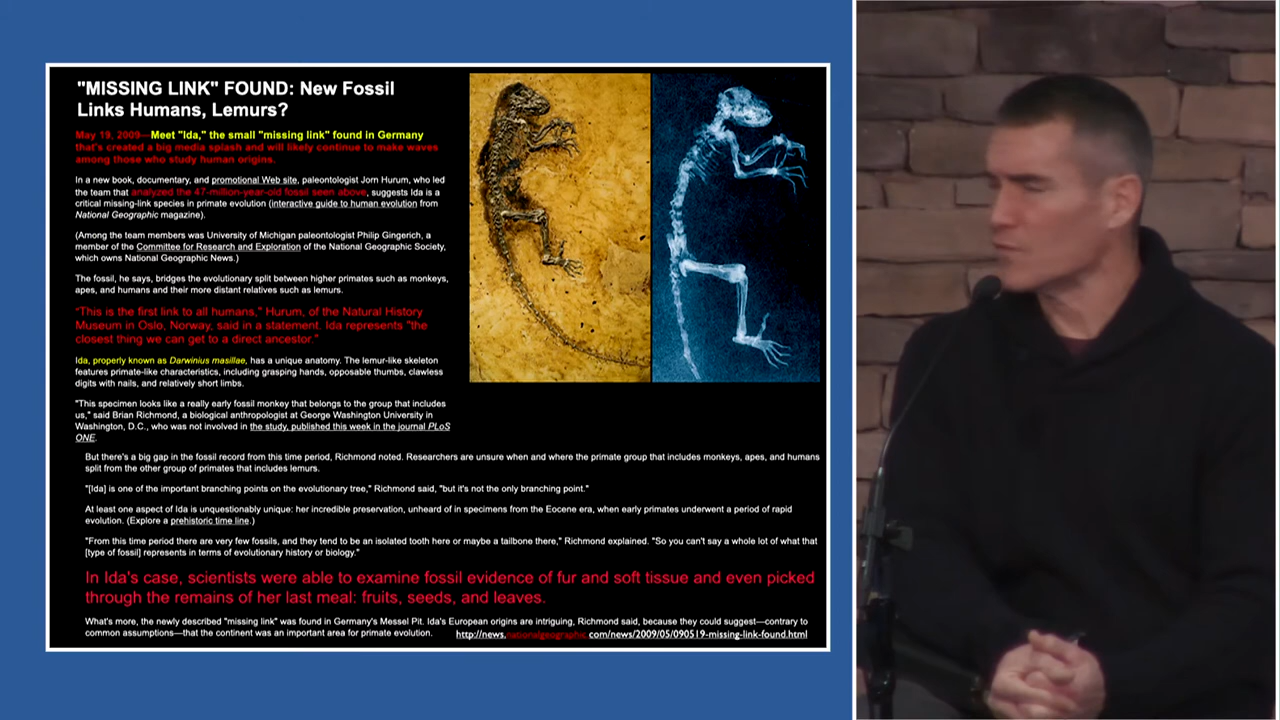 "MISSING LINK" FOUND: New Fossil
Links Humans, Lemurs?
May 19, 2009—Meet "Ida," the small "missing link" found in Germany
that's created a big media splash and will likely continue to make waves
among those who study human origins.
In a new book, documentary, and promotional Web site, paleontologist Jorn Hurum, who led
the team that analyzed the 47-million-year-old fossil seen above, suggests Ida is a
critical missing-link species in primate evolution (interactive guide to human evolution from
National Geographic magazine).
(Among the team members was University of Michigan paleontologist Philip Gingerich, a
member of the Committee for Research and Exploration of the National Geographic Society,
which owns National Geographic News.)
The fossil, he says, bridges the evolutionary split between higher primates such as monkeys,
apes, and humans and their more distant relatives such as lemurs.
"This is the first link to all humans," Hurum, of the Natural History
Museum in Oslo, Norway, said in a statement. Ida represents "the
closest thing we can get to a direct ancestor."
Ida, properly known as Darwinius masillae, has a unique anatomy. The lemur-like skeleton
features primate-like characteristics, including grasping hands, opposable thumbs, clawless
digits with nails, and relatively short limbs.
"This specimen looks like a really early fossil monkey that belongs to the group that includes
us," said Brian Richmond, a biological anthropologist at George Washington University in
Washington, D.C., who was not involved in the study, published this week in the journal PLoS
ONE.
But there's a big gap in the fossil record from this time period, Richmond noted. Researchers are unsure when and where the primate group that includes monkeys, apes, and humans
split from the other group of primates that includes lemurs.
"[Ida] is one of the important branching points on the evolutionary tree," Richmond said, "but it's not the only branching point."
At least one aspect of Ida is unquestionably unique: her incredible preservation, unheard of in specimens from the Eocene era, when early primates underwent a period of rapid
evolution. (Explore a prehistoric time line.)
"From this time period there are very few fossils, and they tend to be an isolated tooth here or maybe a tailbone there," Richmond explained. "So you can't say a whole lot of what that
[type of fossil] represents in terms of evolutionary history or biology."
In Ida's case, scientists were able to examine fossil evidence of fur and soft tissue and even picked
through the remains of her last meal: fruits, seeds, and leaves.
What's more, the newly described "missing link" was found in Germany's Messel Pit. Ida's European origins are intriguing, Richmond said, because they could suggest—contrary to
common assumptions—that the continent was an important area for primate evolution.
http://news.nationalgeographic.com/news/2009/05/090519-missing-link-found.html